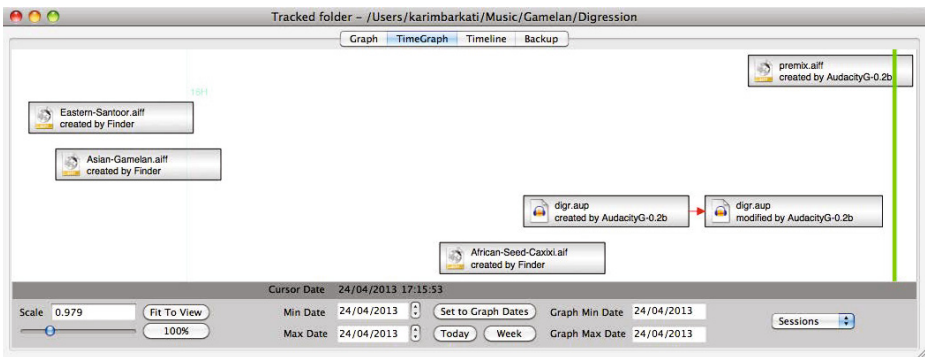 Tracked folder – /Users/karimbarkati/Music/Gamelan/Digression
Graph TimeGraph Timeline Backup
premix.aiff
created by AudacityG-0.2b
15H
Eastern-Santoor.aiff
created by Finder
Asian-Gamelan.aiff
created by Finder
digr.aup
created by AudacityG-0.2b
digr.aup
modified by AudacityG-0.2b
African-Seed-Caxixi.aif
created by Finder
Cursor Date 24/04/2013 17:15:53
Scale 0.979 Fit To View Min Date 24/04/2013 Set to Graph Dates Graph Min Date 24/04/2013
Sessions
100% Max Date 24/04/2013 Today Week Graph Max Date 24/04/2013